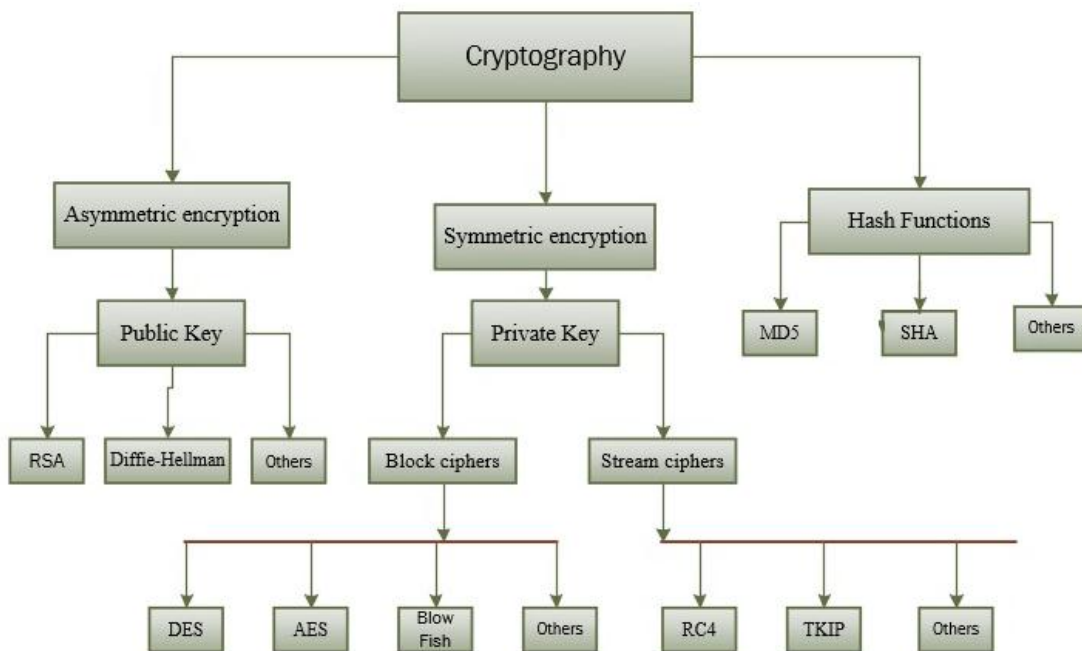 Cryptography
Asymmetric encryption
Symmetric encryption
Hash Functions
Public Key
Private Key
MD5
SHA
Others
RSA
Diffie-Hellman
Others
Block ciphers
Stream ciphers
DES
AES
Blow
Fish
Others
RC4
TKIP
Others